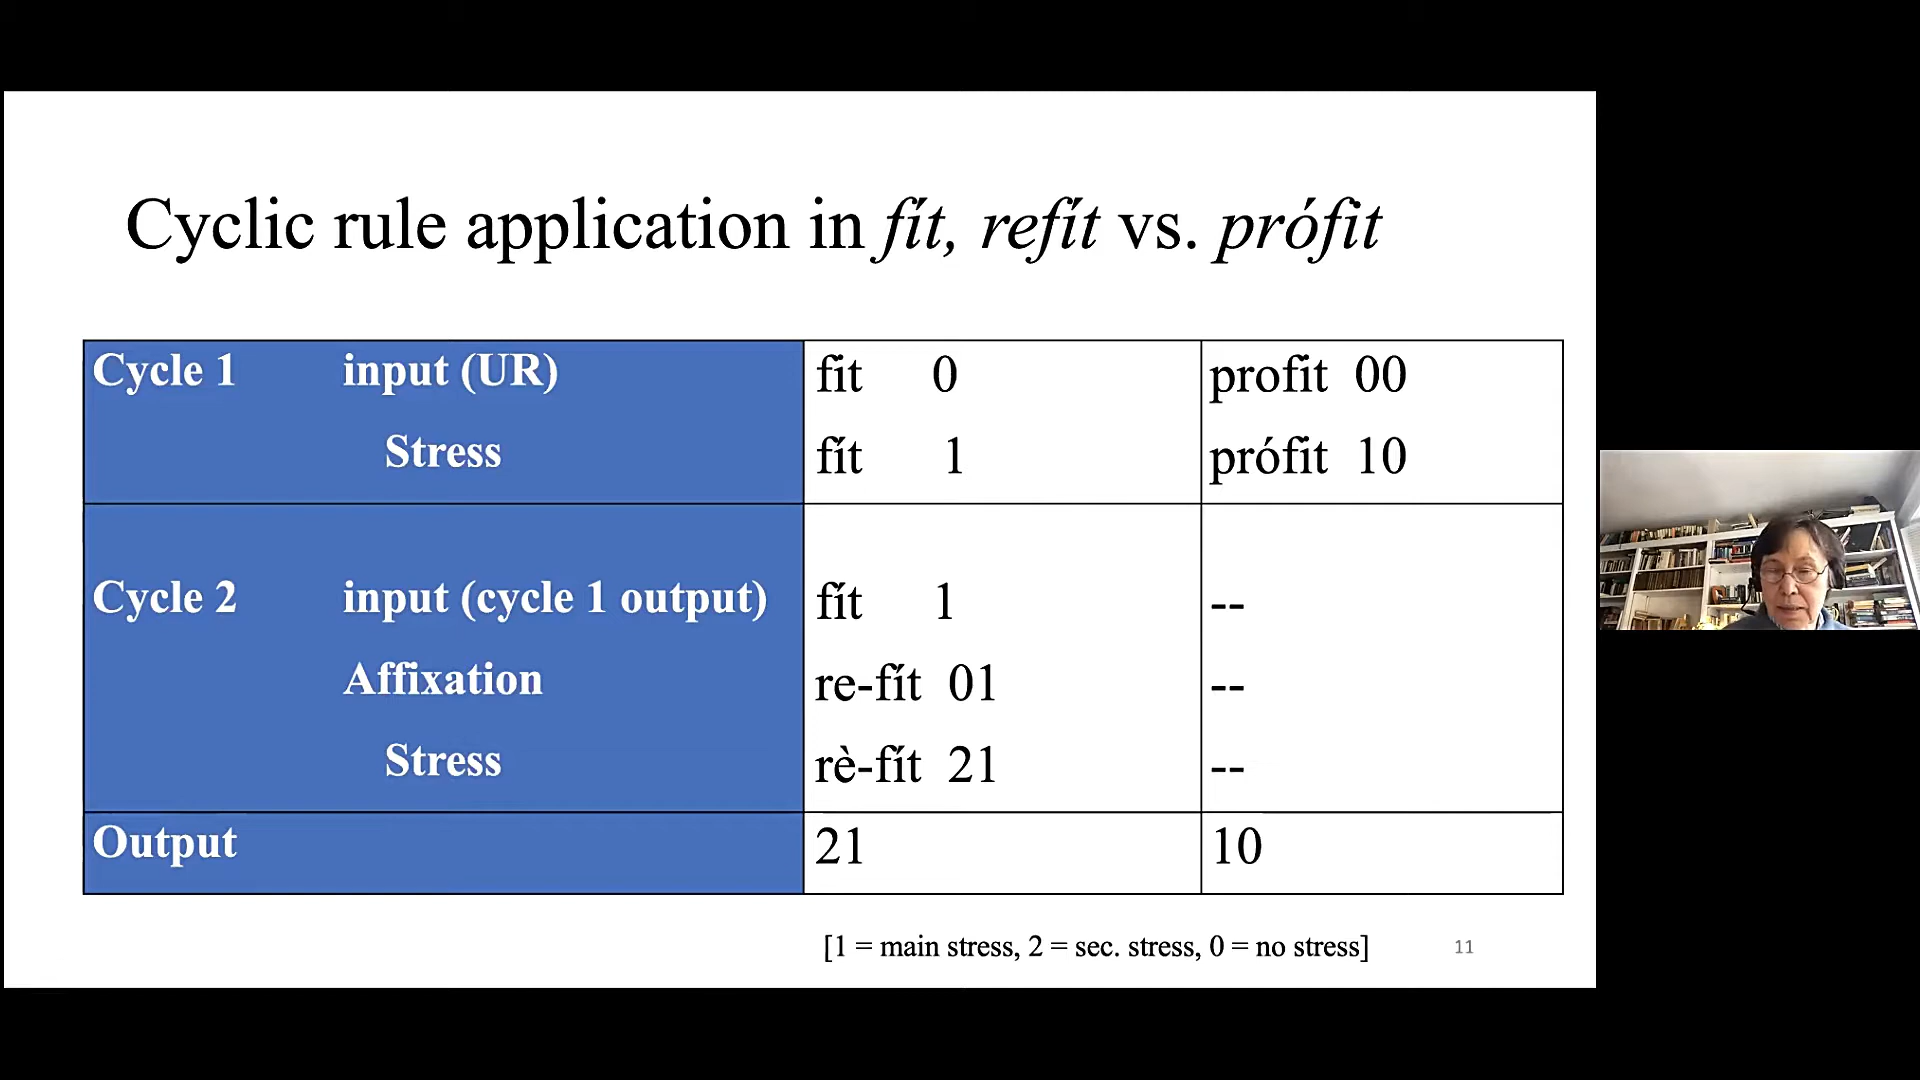 Cyclic rule application in fít, refít vs. prófit
Cycle 1 input (UR) fit 0 profit 00
Stress fít 1 prófit 10
Cycle 2 input (cycle 1 output) fít 1 --
Affixation re-fít 01 --
Stress rè-fít 21 --
Output 21 10
[1 = main stress, 2 = sec. stress, 0 = no stress] 11